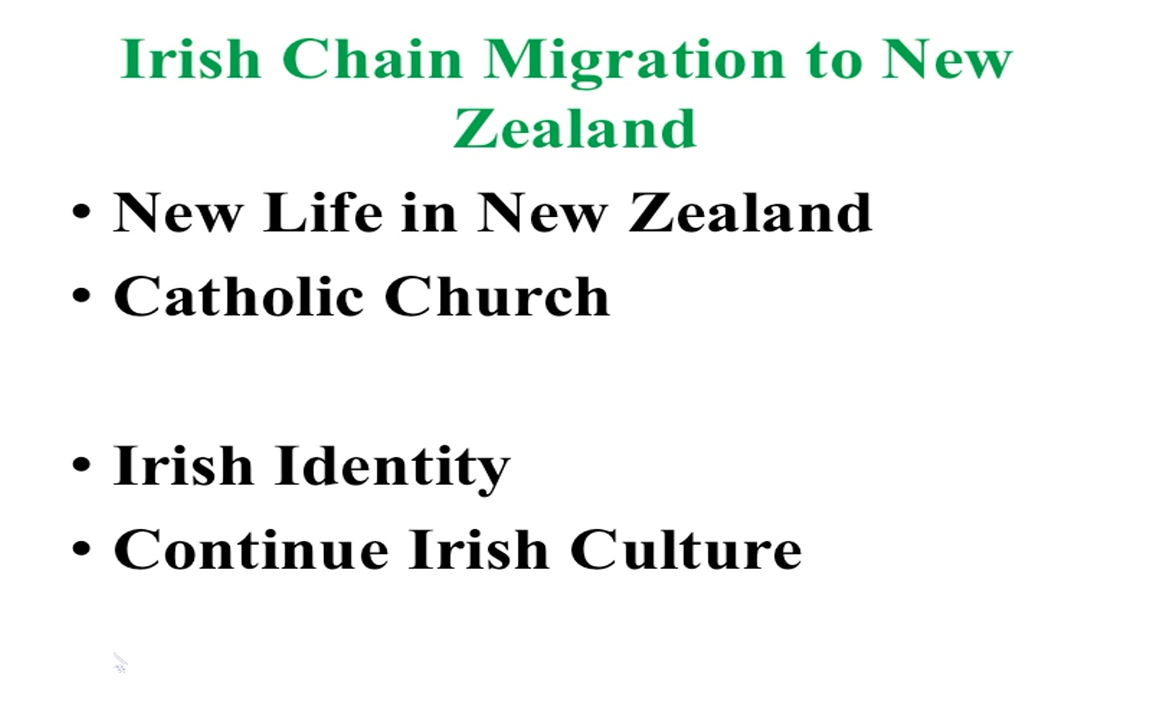 Irish Chain Migration to New
Zealand
• New Life in New Zealand
• Catholic Church
• Irish Identity
• Continue Irish Culture